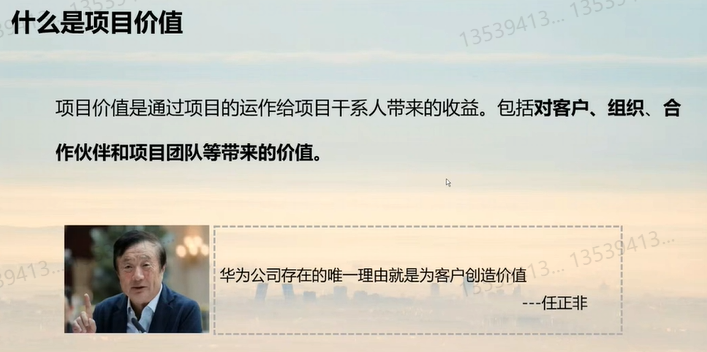 什么是项目价值
13539413...
项目价值是通过项目的运作给项目干系人带来的收益。包括对客户、组织、合
作伙伴和项目团队等带来的价值。
华为公司存在的唯一理由就是为客户创造价值
---任正非
13539413...
39413...